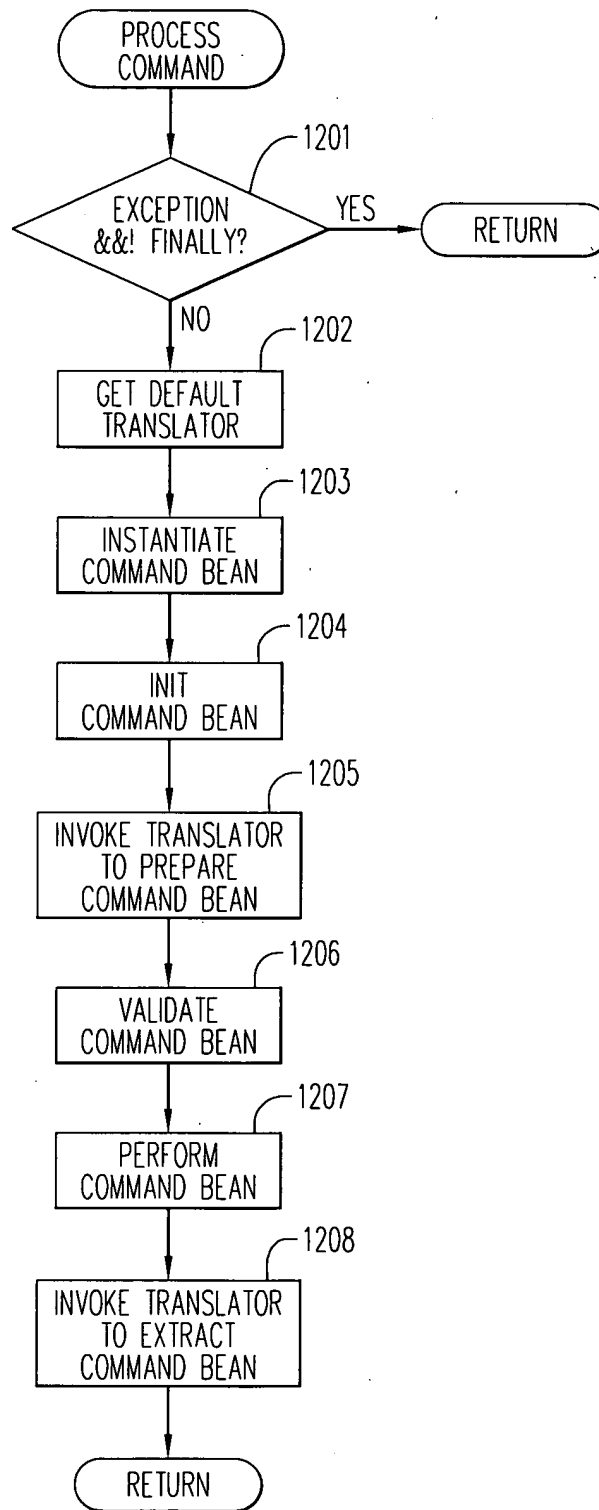 PROCESS
COMMAND
1201
EXCEPTION
&&! FINALLY?
YES
RETURN
NO
1202
GET DEFAULT
TRANSLATOR
1203
INSTANTIATE
COMMAND BEAN
1204
INIT
COMMAND BEAN
1205
INVOKE TRANSLATOR
TO PREPARE
COMMAND BEAN
1206
VALIDATE
COMMAND BEAN
1207
PERFORM
COMMAND BEAN
1208
INVOKE TRANSLATOR
TO EXTRACT
COMMAND BEAN
RETURN